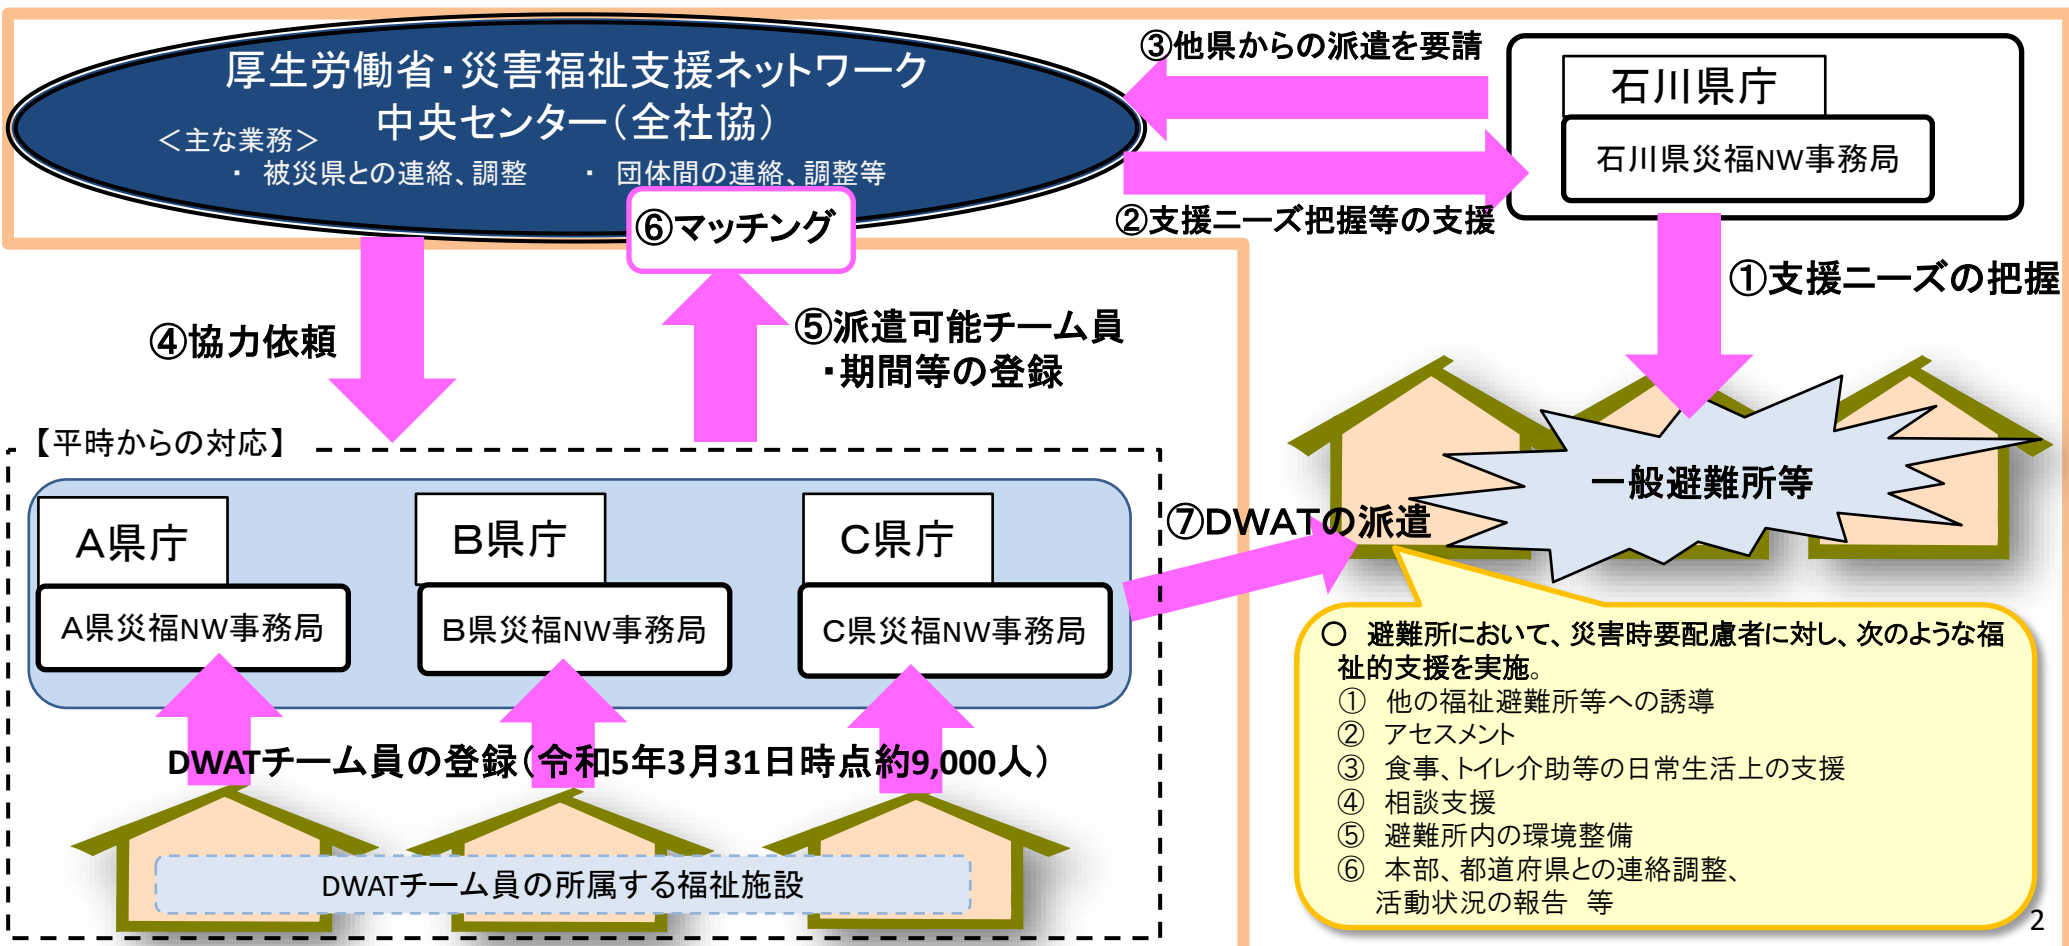 厚生労働省・災害福祉支援ネットワーク
中央センター（全社協）
＜主な業務＞
・ 被災県との連絡、調整　・ 団体間の連絡、調整等
③他県からの派遣を要請
②支援ニーズ把握等の支援
石川県庁
石川県災福NW事務局
①支援ニーズの把握
⑥マッチング
④協力依頼
⑤派遣可能チーム員
・期間等の登録
【平時からの対応】
A県庁
A県災福NW事務局
B県庁
B県災福NW事務局
C県庁
C県災福NW事務局
DWATチーム員の登録（令和5年3月31日時点約9,000人）
DWATチーム員の所属する福祉施設
⑦DWATの派遣
一般避難所等
○ 避難所において、災害時要配慮者に対し、次のような福
祉的支援を実施。
① 他の福祉避難所等への誘導
② アセスメント
③ 食事、トイレ介助等の日常生活上の支援
④ 相談支援
⑤ 避難所内の環境整備
⑥ 本部、都道府県との連絡調整、
活動状況の報告 等
2